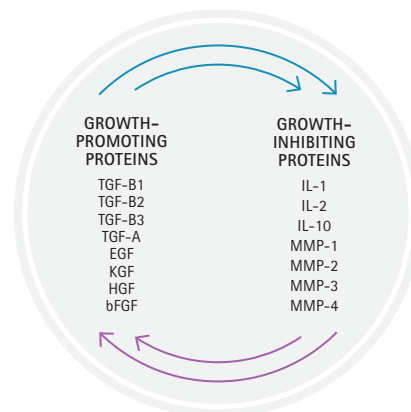 GROWTH-
PROMOTING
PROTEINS
TGF-B1
TGF-B2
TGF-B3
TGF-A
EGF
KGF
HGF
bFGF
GROWTH-
INHIBITING
PROTEINS
IL-1
IL-2
IL-10
MMP-1
MMP-2
MMP-3
MMP-4